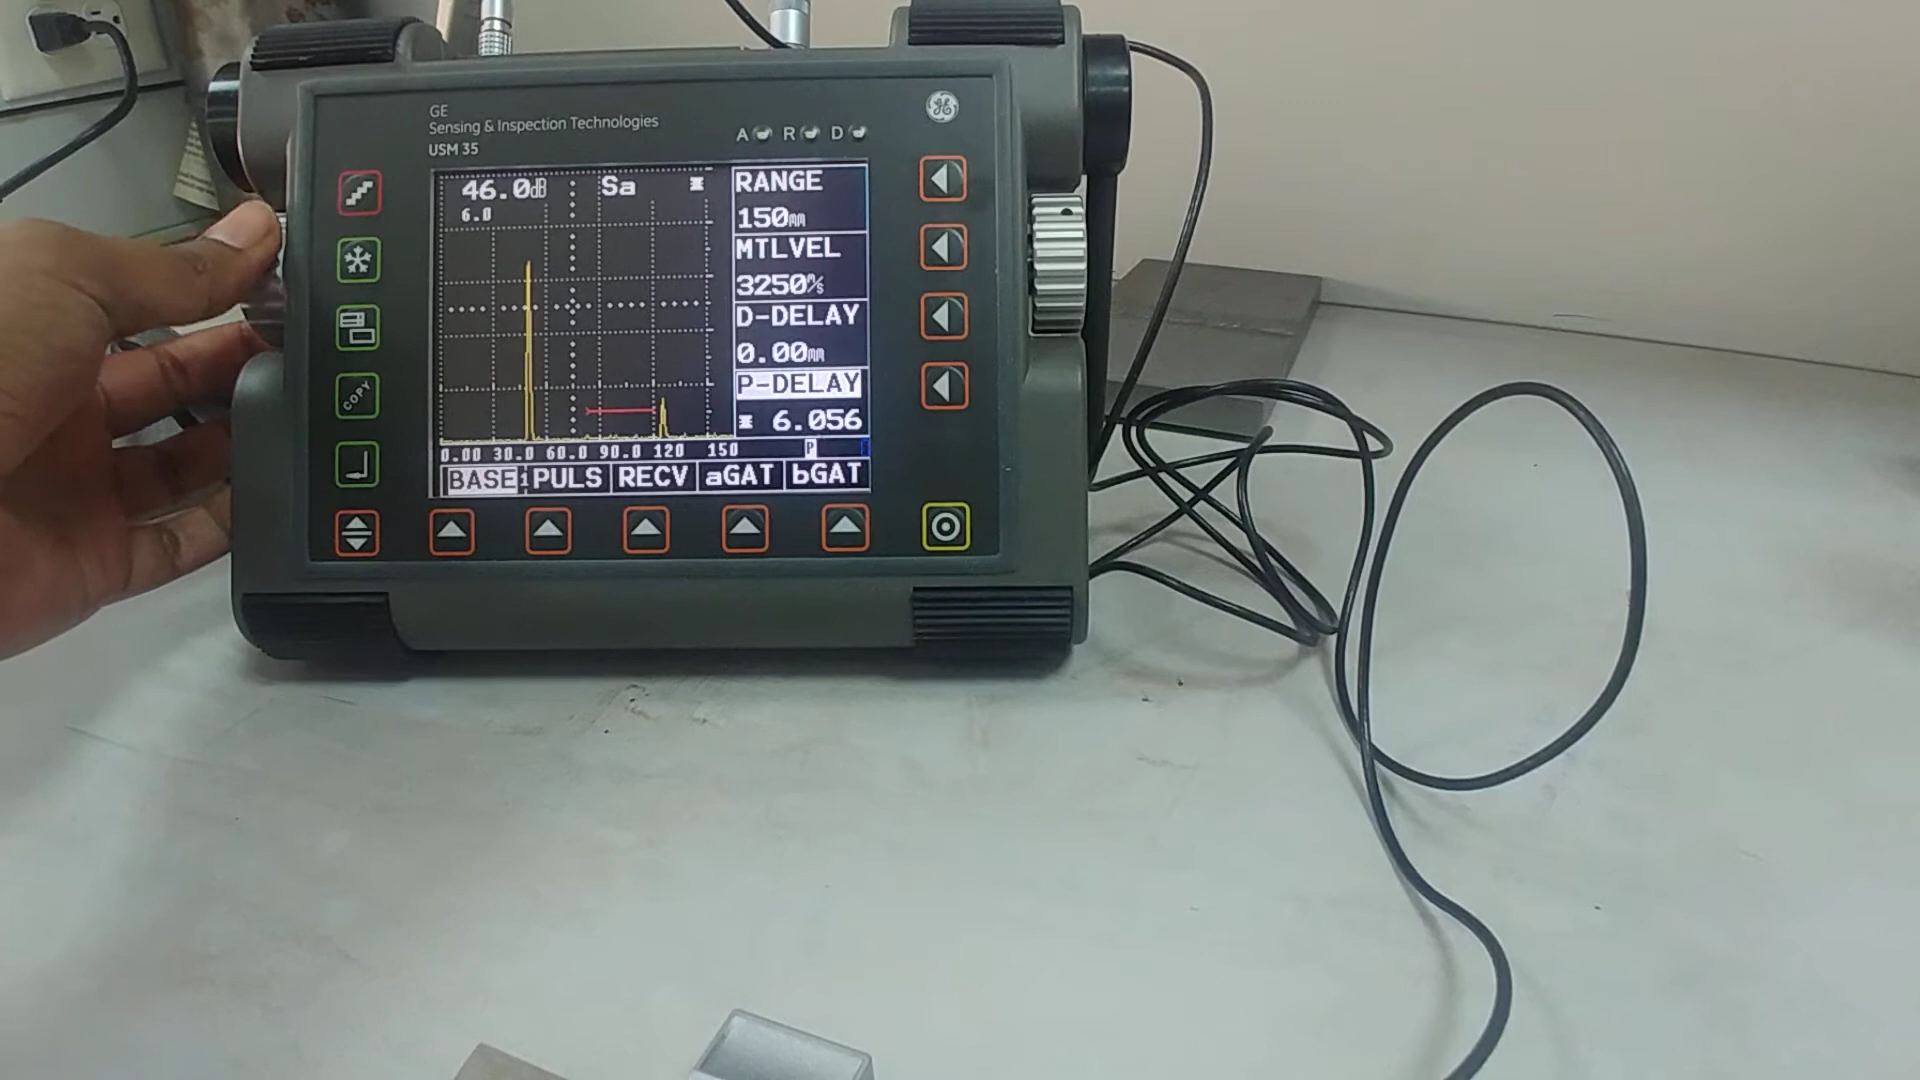 GE
Sensing & Inspection Technologies
USM 35
A R D
46.0dB Sa
6.0
RANGE
150mm
MTLVEL
3250m/s
D-DELAY
0.00mm
P-DELAY
6.056
0.00 30.0 60.0 90.0 120 150 P
BASE PULS RECV aGAT bGAT
COPY